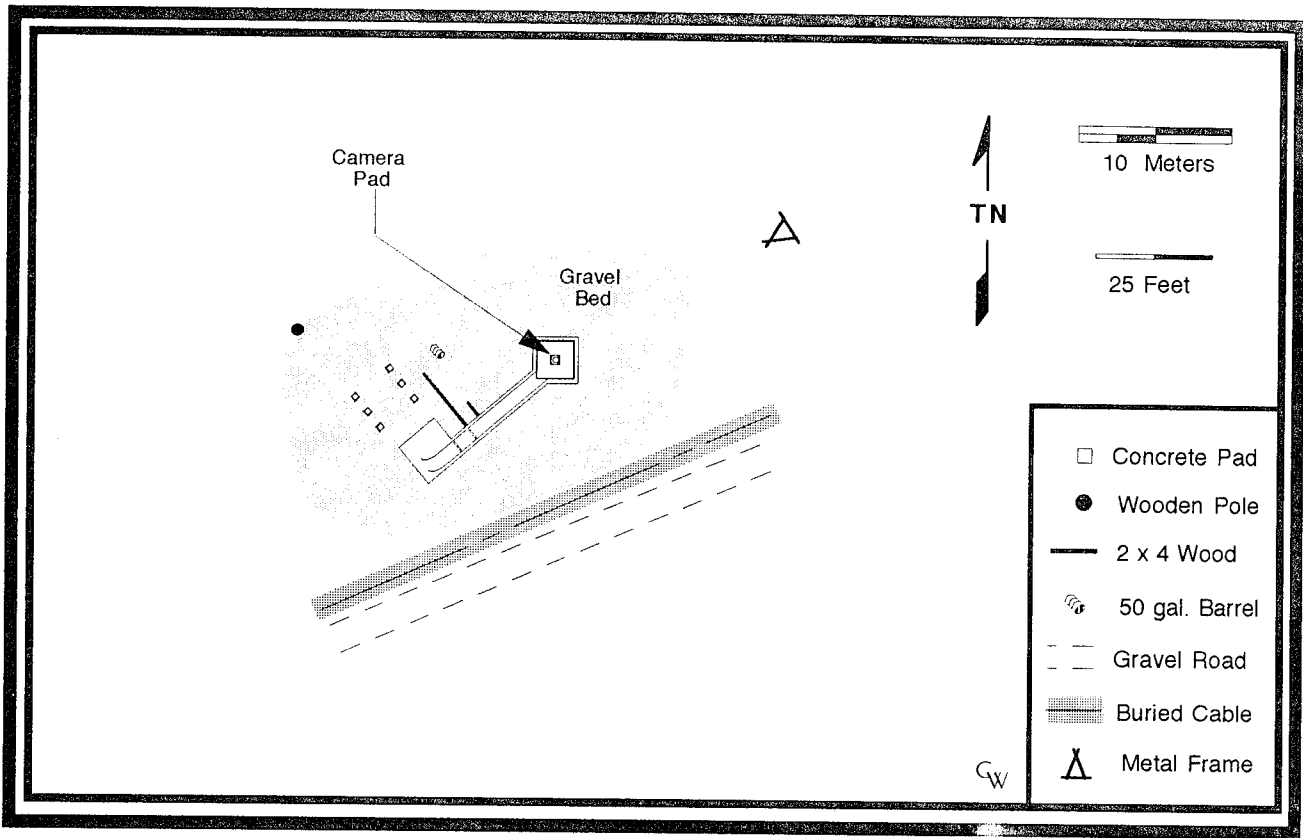 Camera
Pad
Gravel
Bed
TN
10 Meters
25 Feet
Concrete Pad
Wooden Pole
2 x 4 Wood
50 gal. Barrel
Gravel Road
Buried Cable
Metal Frame
GW